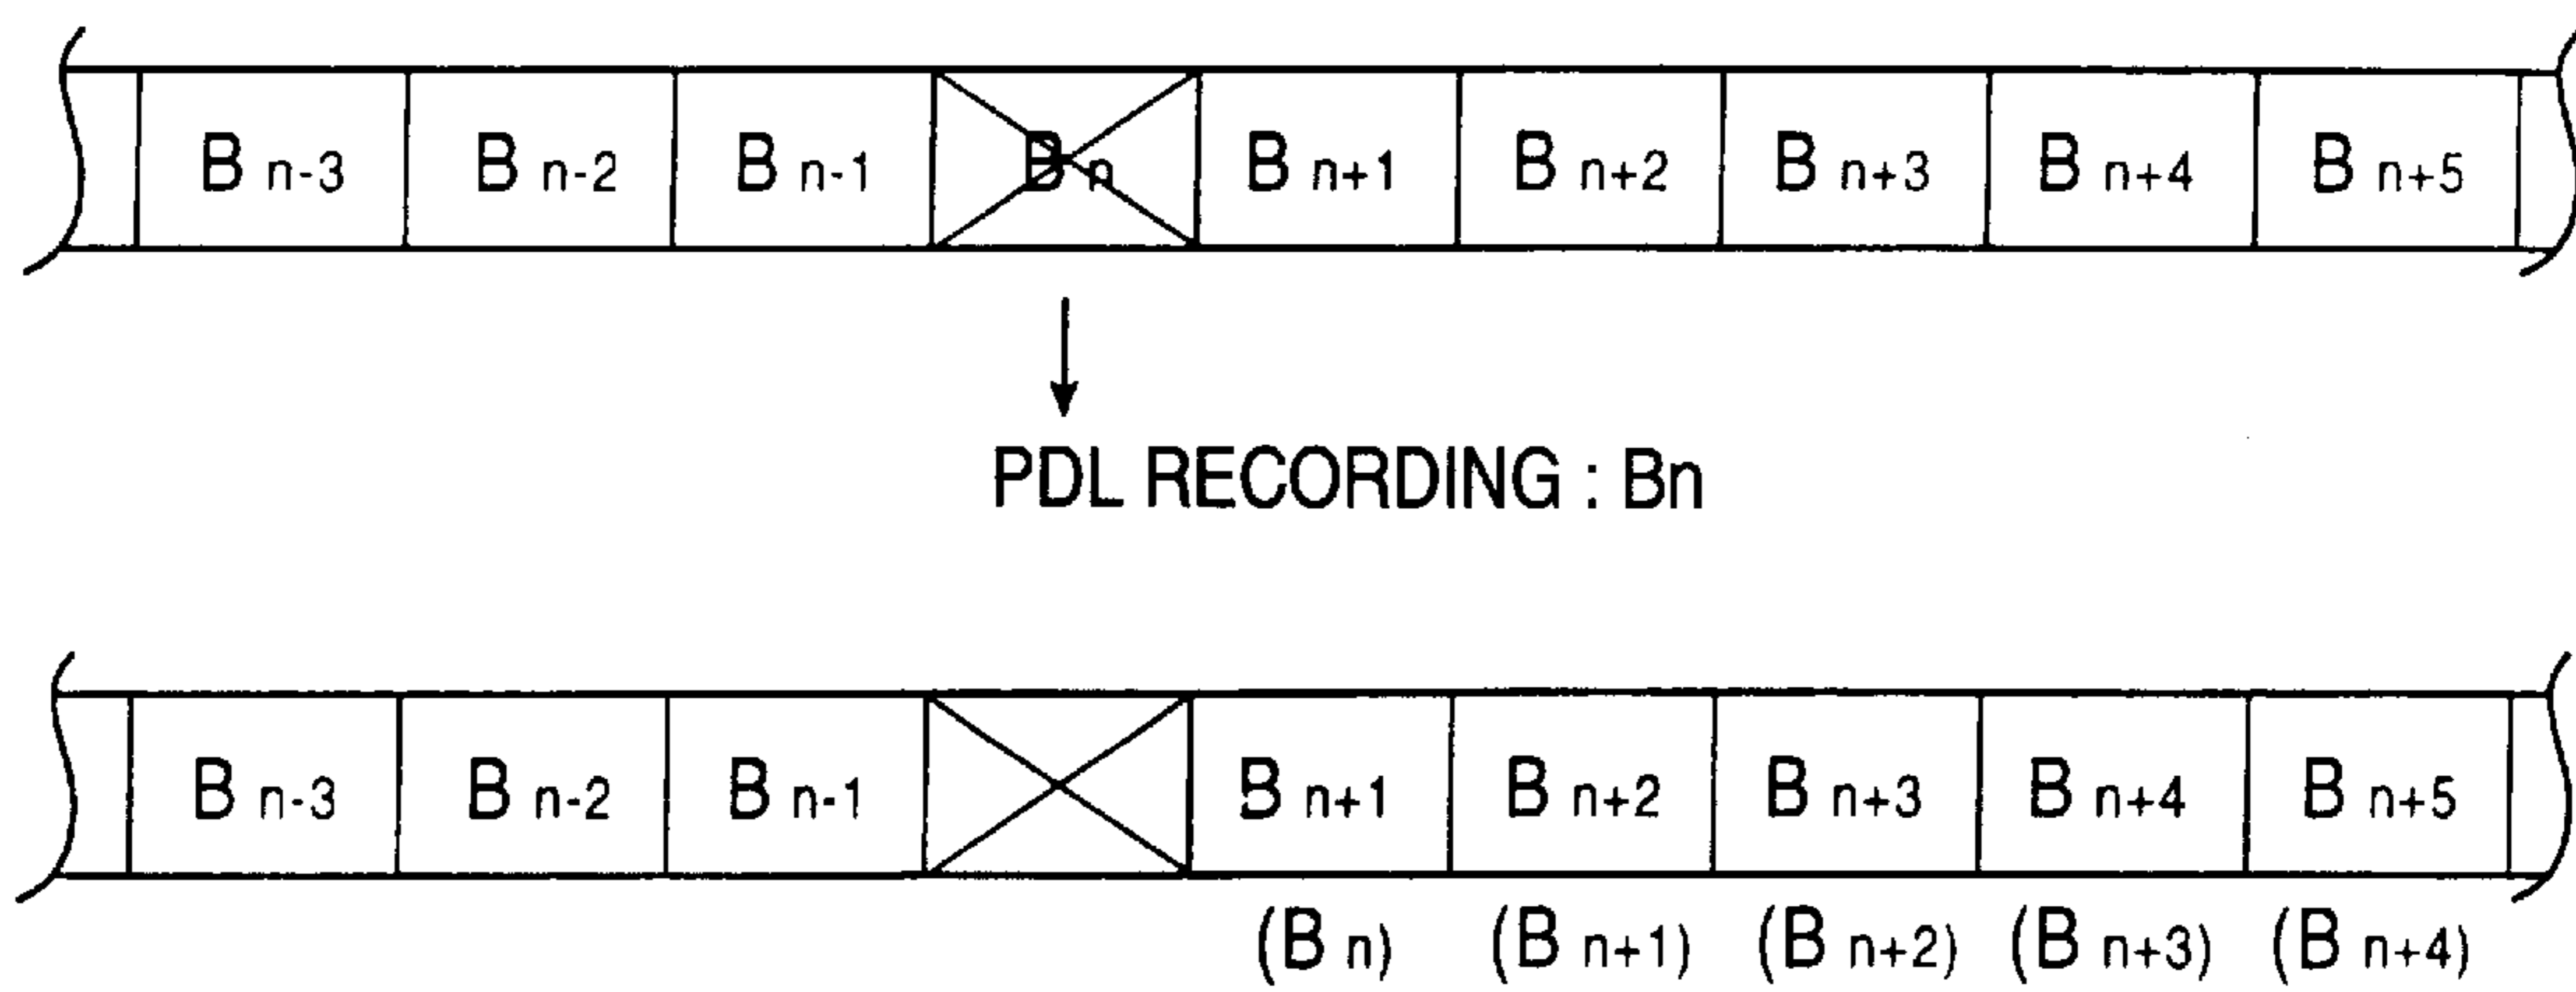 B n-3 B n-2 B n-1 B n B n+1 B n+2 B n+3 B n+4 B n+5
PDL RECORDING : Bn
B n-3 B n-2 B n-1 B n+1 B n+2 B n+3 B n+4 B n+5
(B n) (B n+1) (B n+2) (B n+3) (B n+4)